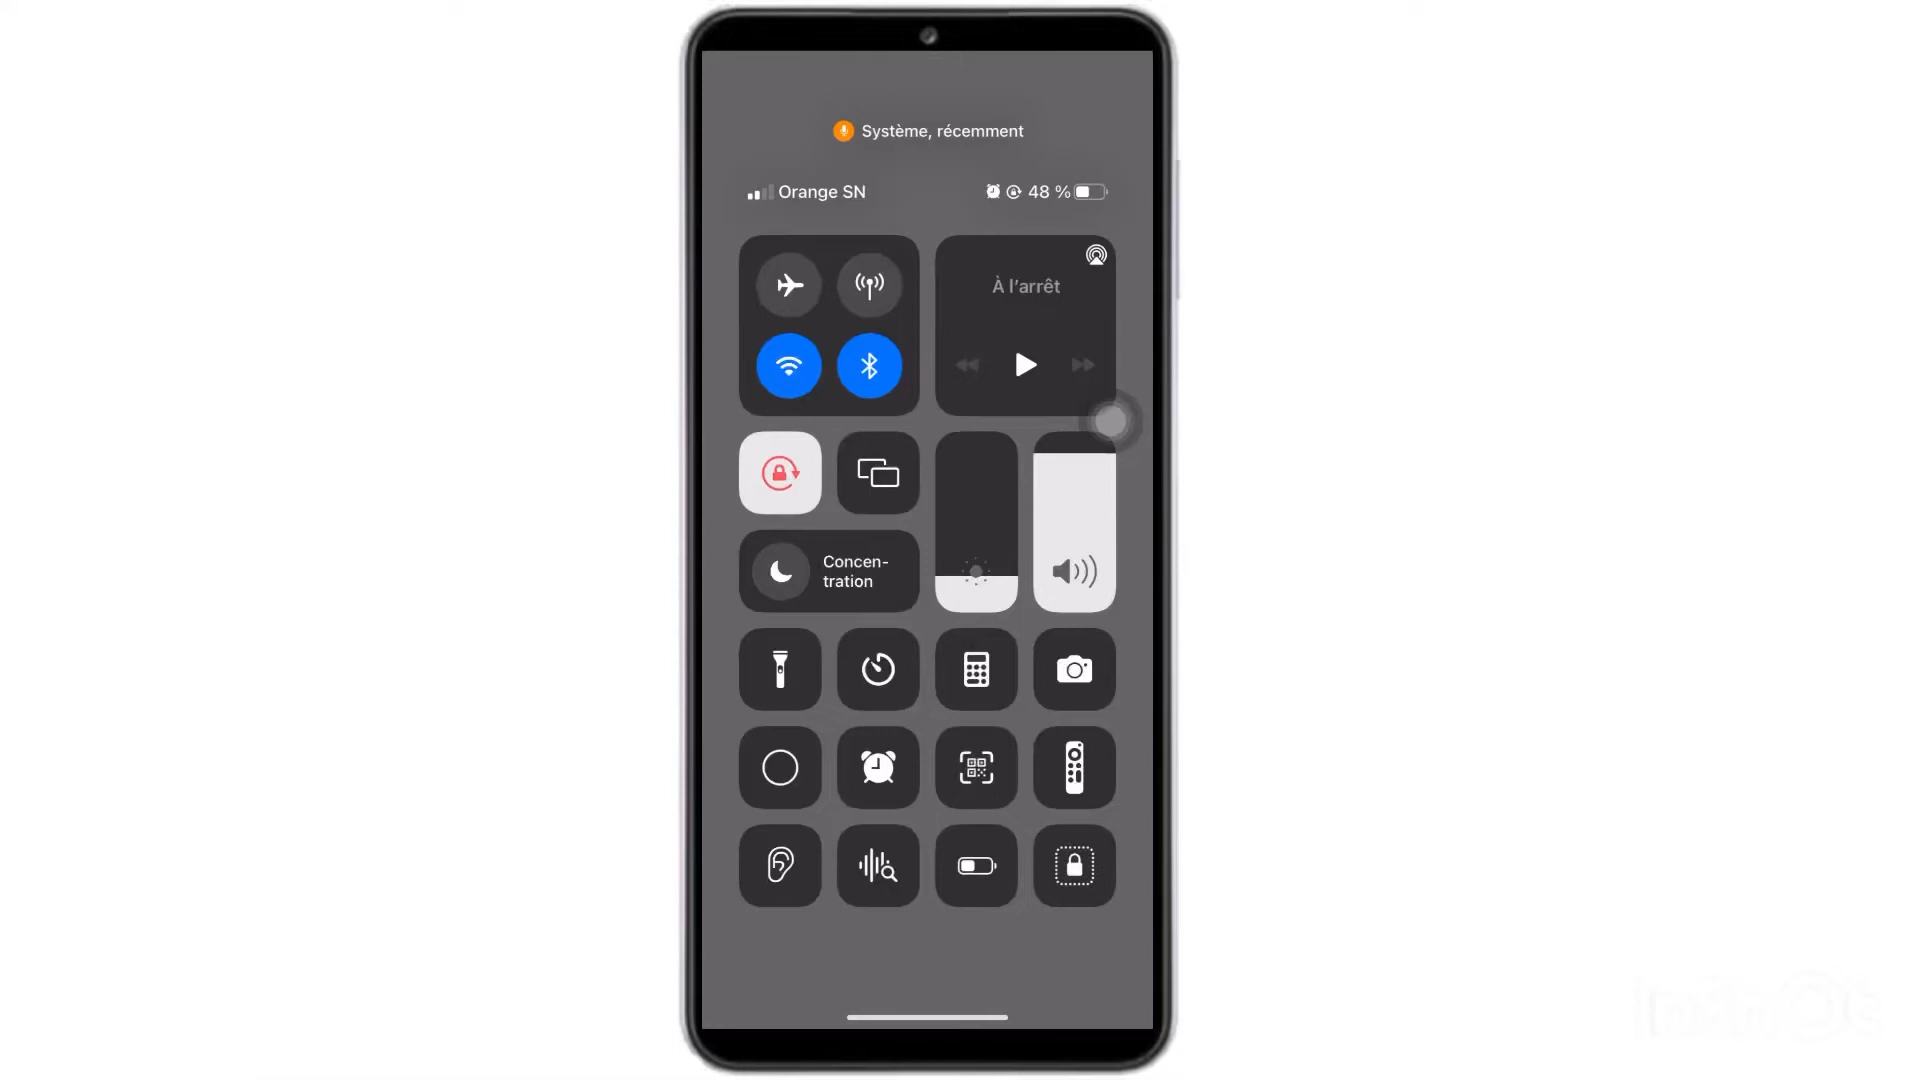 Système, récemment
Orange SN
48 %
À l'arrêt
Concen-
tration